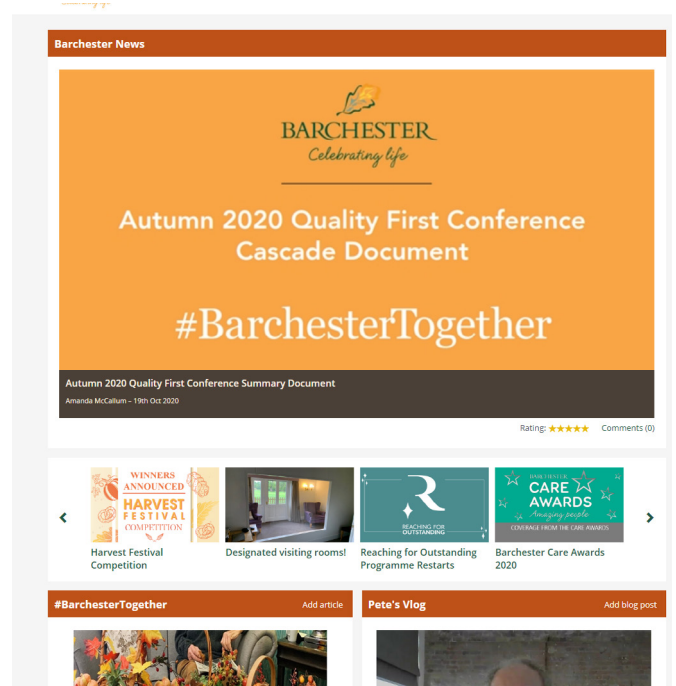 Barchester News
BARCHESTER
Celebrating life
Autumn 2020 Quality First Conference
Cascade Document
#BarchesterTogether
Autumn 2020 Quality First Conference Summary Document
Amanda McCallum – 19th Oct 2020
Rating: ★★★★★ Comments (0)
WINNERS
ANNOUNCED
HARVEST
FESTIVAL
COMPETITION
Harvest Festival
Competition
Designated visiting rooms!
R
REACHING FOR
OUTSTANDING
Reaching for Outstanding
Programme Restarts
BARCHESTER
CARE
AWARDS
Amazing people
COVERAGE FROM THE CARE AWARDS
Barchester Care Awards
2020
#BarchesterTogether Add article
Pete's Vlog Add blog post